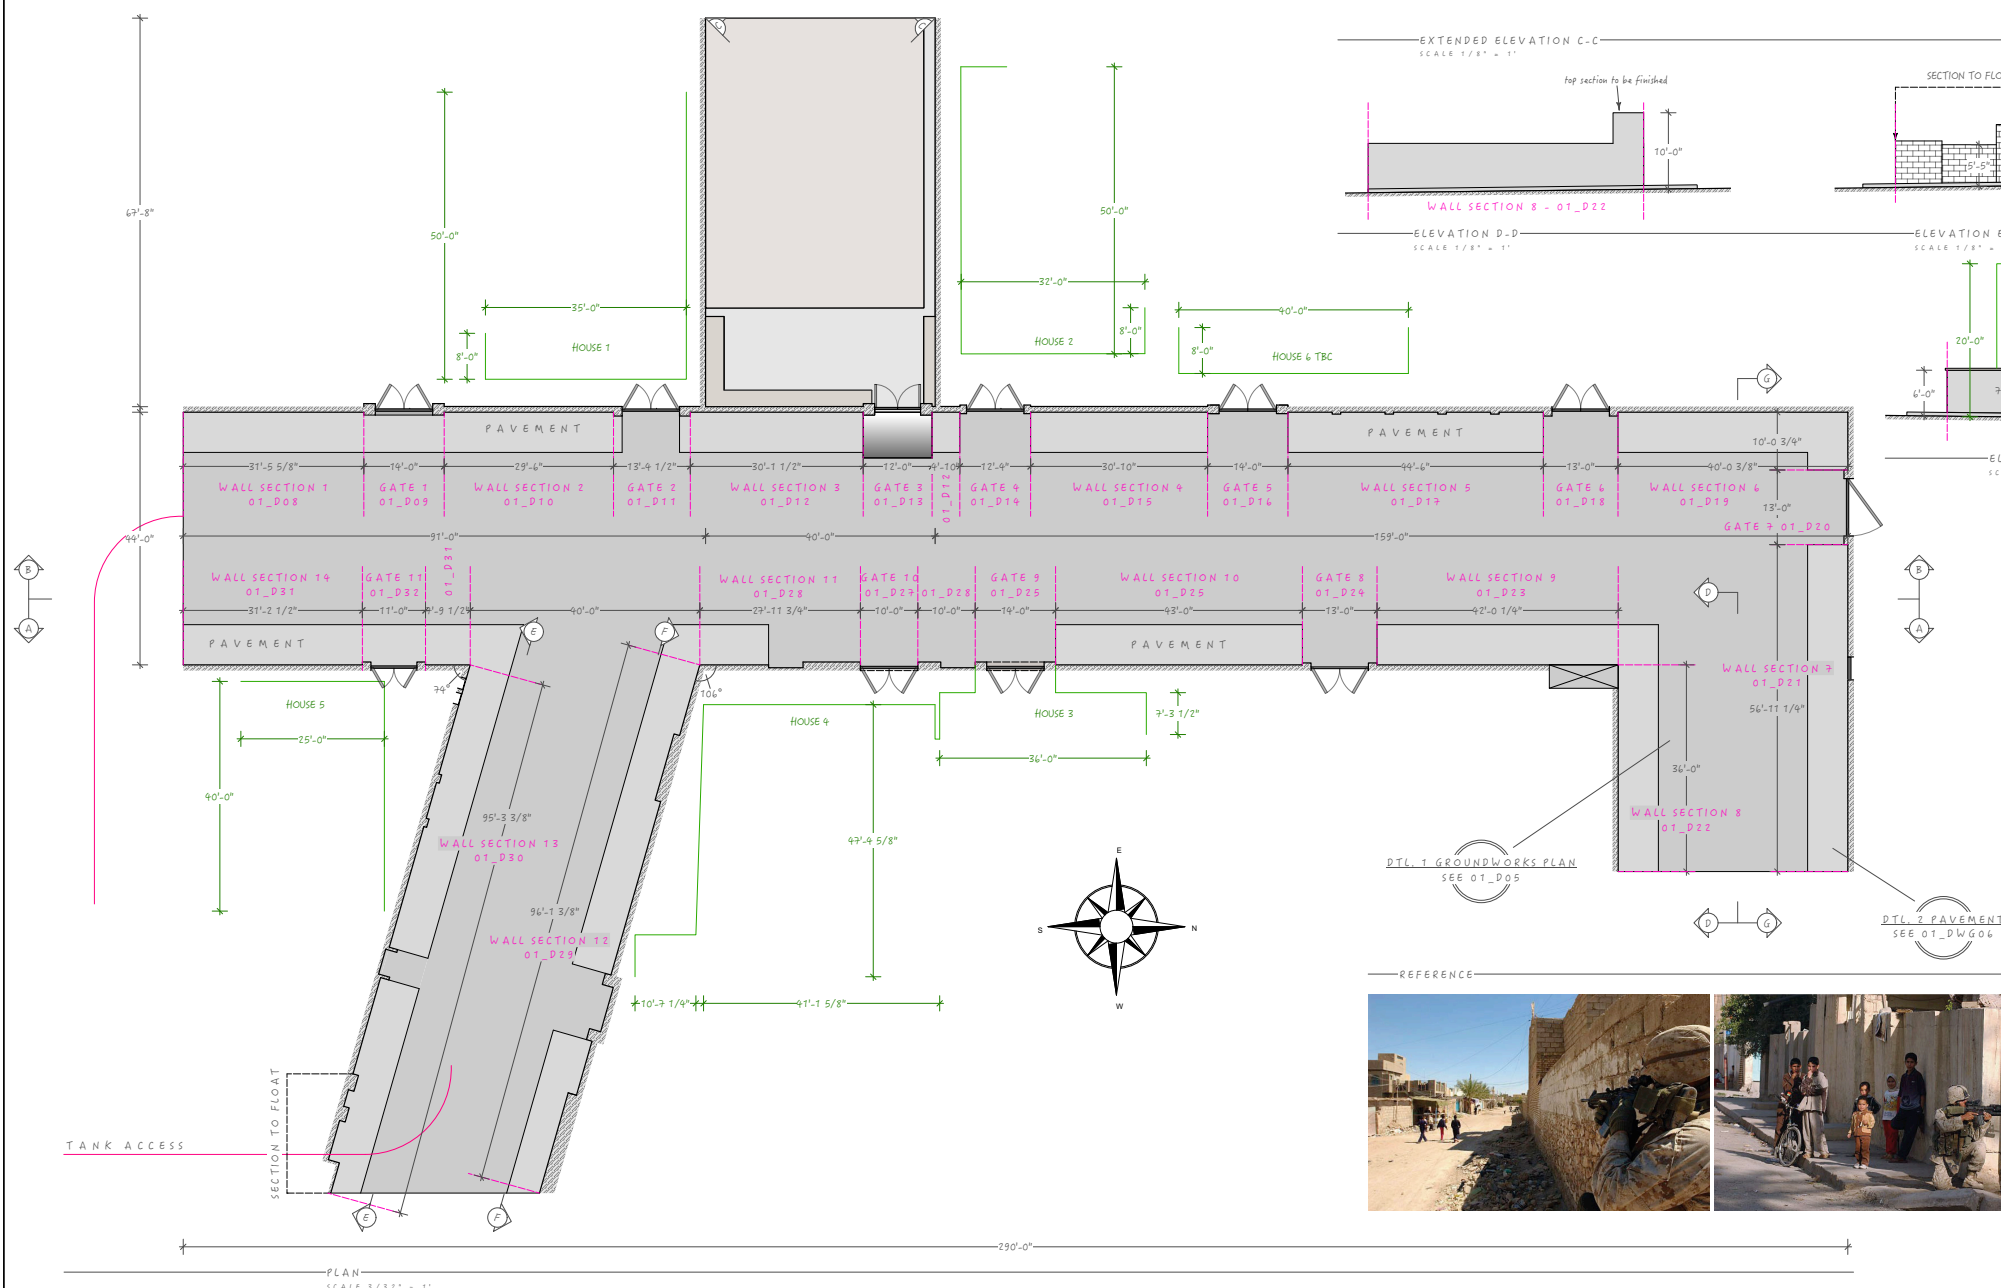 EXTENDED ELEVATION C-C
SCALE 1/8" = 1'
top section to be finished
10'-0"
WALL SECTION 8 - 01_D22
ELEVATION D-D
SCALE 1/8" = 1'
SECTION TO FLO
5'-5"
ELEVATION E
SCALE 1/8" =
20'-0"
6'-0"
7
EL
SC
C
C
67'-8"
50'-0"
35'-0"
8'-0"
HOUSE 1
50'-0"
32'-0"
8'-0"
HOUSE 2
40'-0"
8'-0"
HOUSE 6 TBC
G
PAVEMENT
PAVEMENT
10'-0 3/4"
31'-5 5/8"
14'-0"
29'-6"
13'-4 1/2"
30'-1 1/2"
12'-0"
4'-10"
12'-4"
30'-10"
14'-0"
44'-6"
13'-0"
40'-0 3/8"
WALL SECTION 1
01_D08
GATE 1
01_D09
WALL SECTION 2
01_D10
GATE 2
01_D11
WALL SECTION 3
01_D12
GATE 3
01_D13
01_D12
GATE 4
01_D14
WALL SECTION 4
01_D15
GATE 5
01_D16
WALL SECTION 5
01_D17
GATE 6
01_D18
WALL SECTION 6
01_D19
13'-0"
GATE 7 01_D20
44'-0"
91'-0"
40'-0"
159'-0"
B
A
B
A
WALL SECTION 14
01_D31
GATE 11
01_D32
01_D31
WALL SECTION 11
01_D28
GATE 10
01_D27
01_D28
GATE 9
01_D25
WALL SECTION 10
01_D25
GATE 8
01_D24
WALL SECTION 9
01_D23
D
31'-2 1/2"
11'-0"
40'-0"
27'-11 3/4"
10'-0"
10'-0"
14'-0"
43'-0"
13'-0"
42'-0 1/4"
PAVEMENT
E
F
PAVEMENT
WALL SECTION 7
01_D21
56'-11 1/4"
74°
106°
HOUSE 5
25'-0"
40'-0"
HOUSE 4
HOUSE 3
7'-3 1/2"
36'-0"
47'-4 5/8"
36'-0"
WALL SECTION 8
01_D22
95'-3 3/8"
WALL SECTION 13
01_D30
96'-1 3/8"
WALL SECTION 12
01_D29
10'-7 1/4"
41'-1 5/8"
E
S
N
W
DTL. 1 GROUNDWORKS PLAN
SEE 01_D05
D
G
DTL. 2 PAVEMENT
SEE 01_DWG06
REFERENCE
SECTION TO FLOAT
TANK ACCESS
E
F
290'-0"
PLAN
SCALE 3/32" = 1'